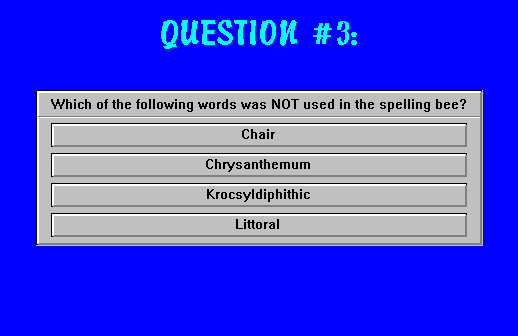 QUESTION #3:
Which of the following words was NOT used in the spelling bee?
Chair
Chrysanthemum
Krocsyldiphithic
Littoral